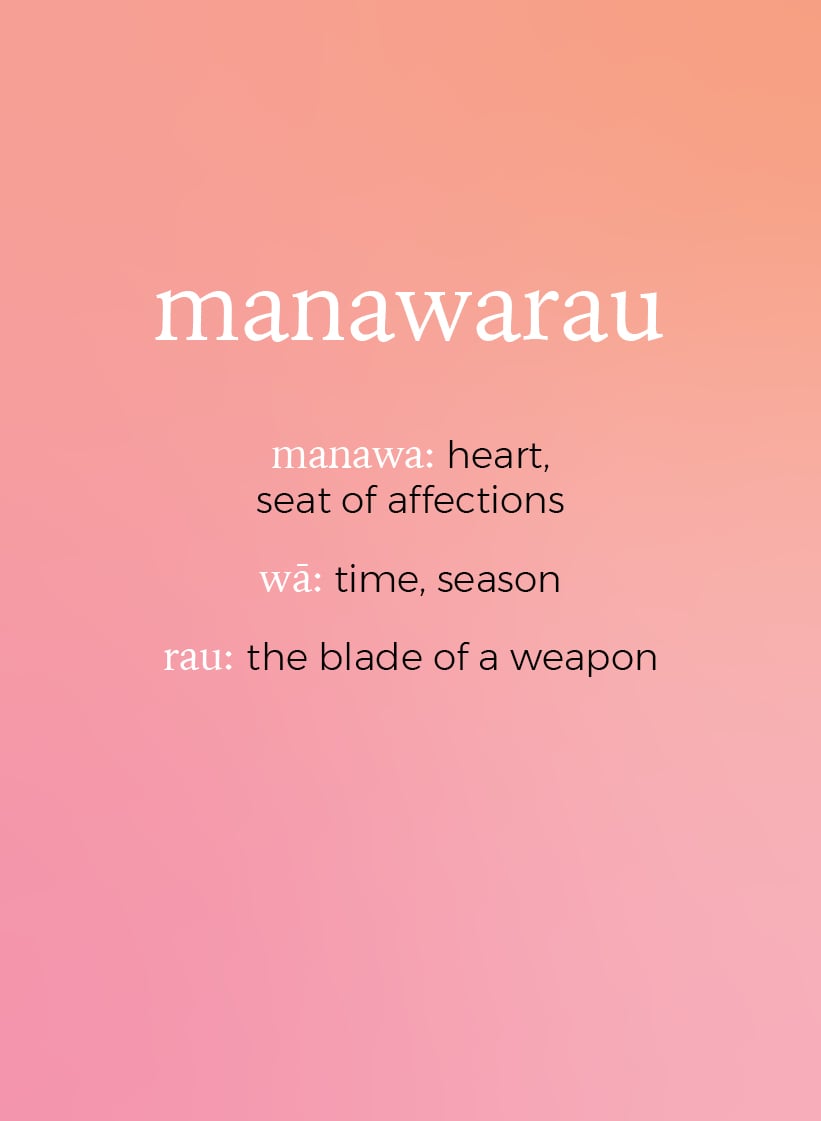 manawarau
manawa: heart,
seat of affections
wā: time, season
rau: the blade of a weapon